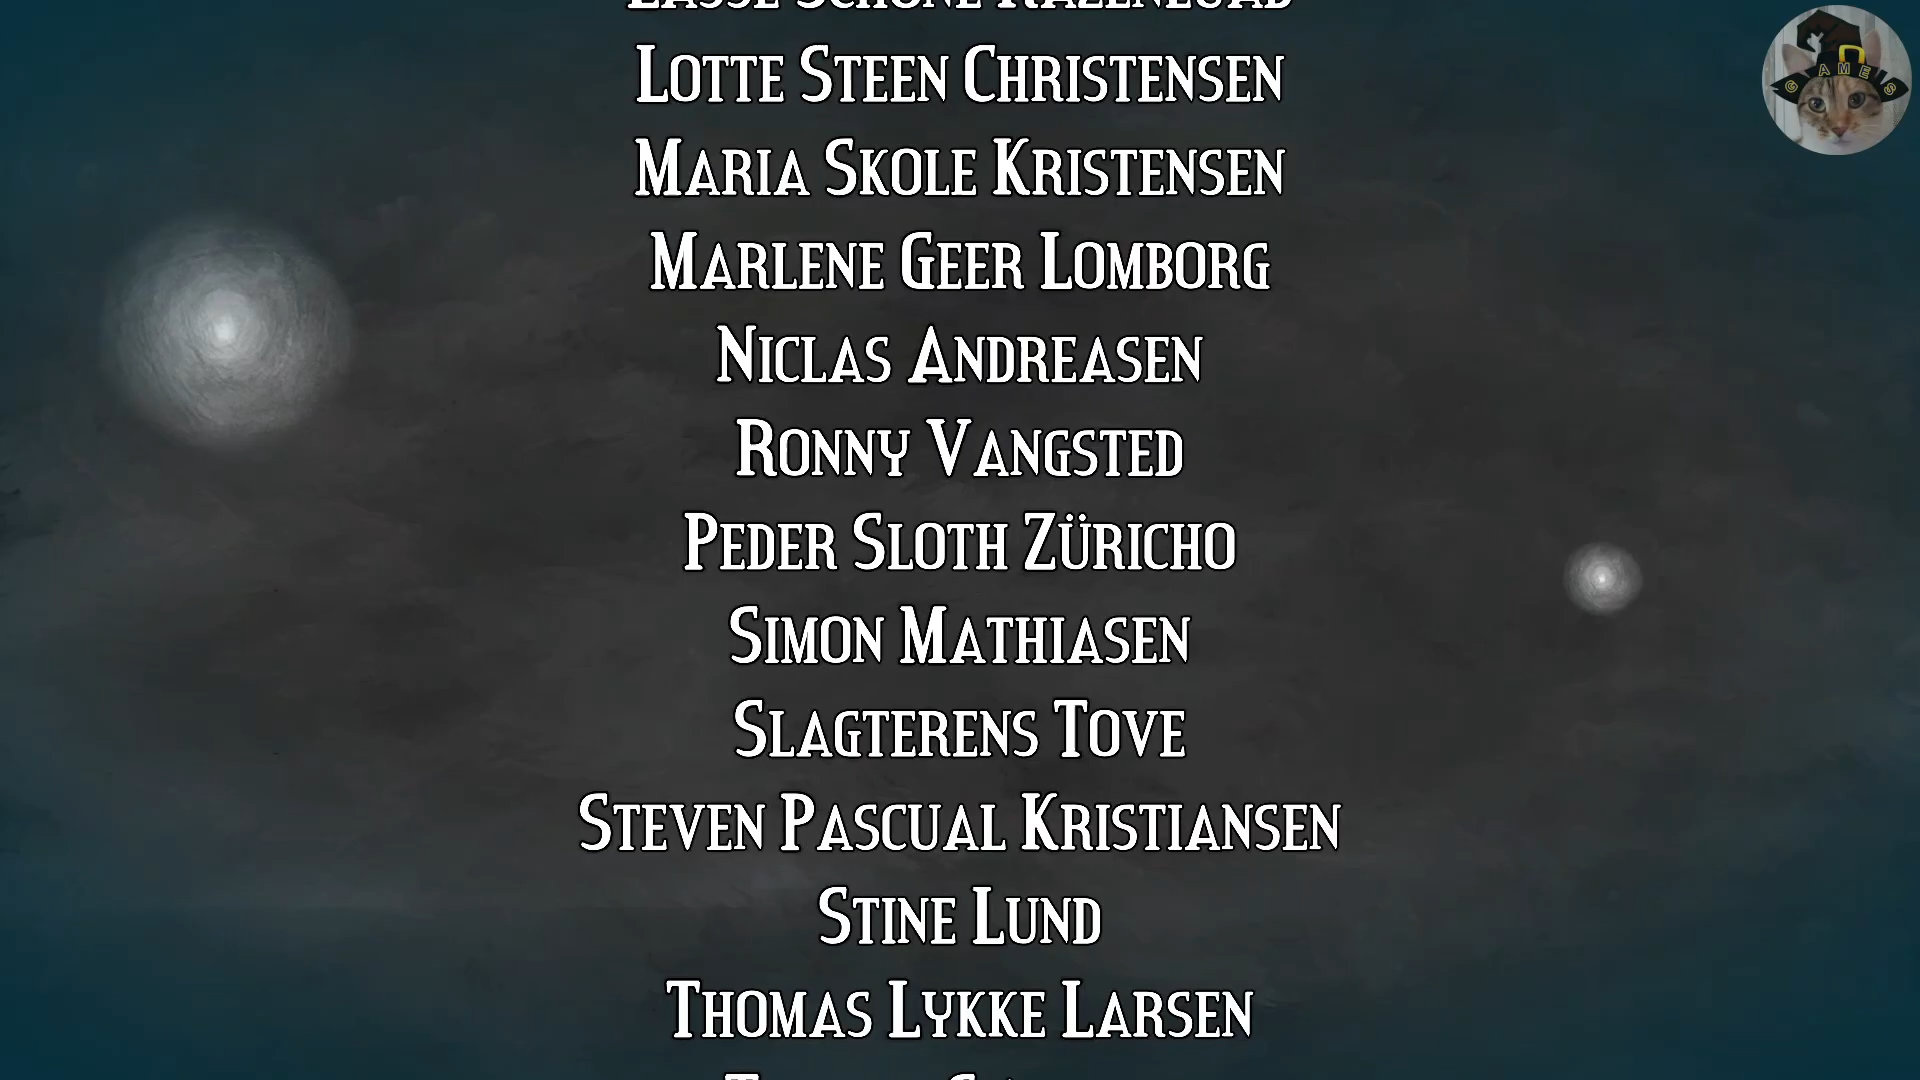 Lotte Steen Christensen
GAMES
Maria Skole Kristensen
Marlene Geer Lomborg
Niclas Andreasen
Ronny Vangsted
Peder Sloth Züricho
Simon Mathiasen
Slagterens Tove
Steven Pascual Kristiansen
Stine Lund
Thomas Lykke Larsen